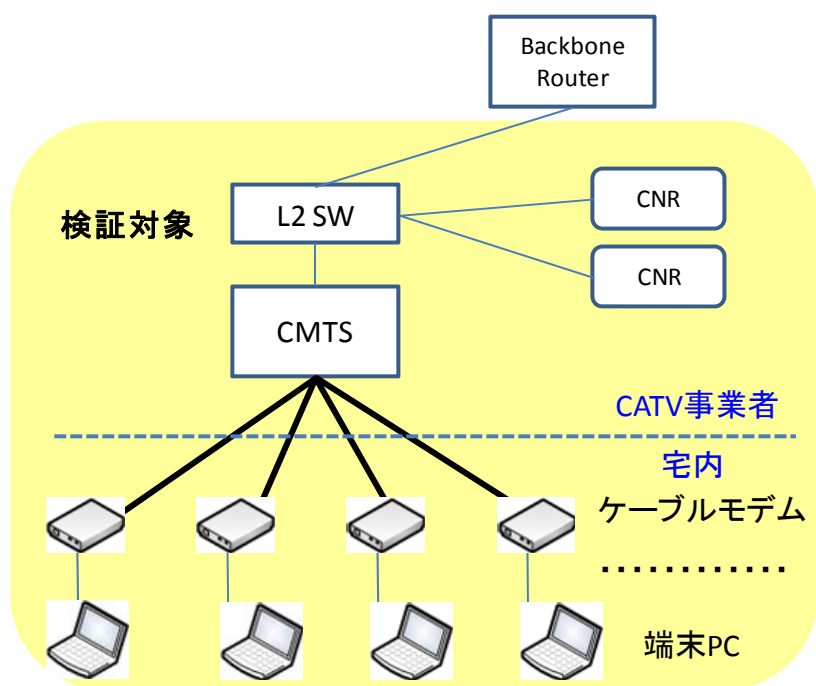 Backbone
Router
検証対象
L2 SW
CNR
CNR
CMTS
CATV事業者
宅内
ケーブルモデム
‥‥‥‥‥‥
端末PC